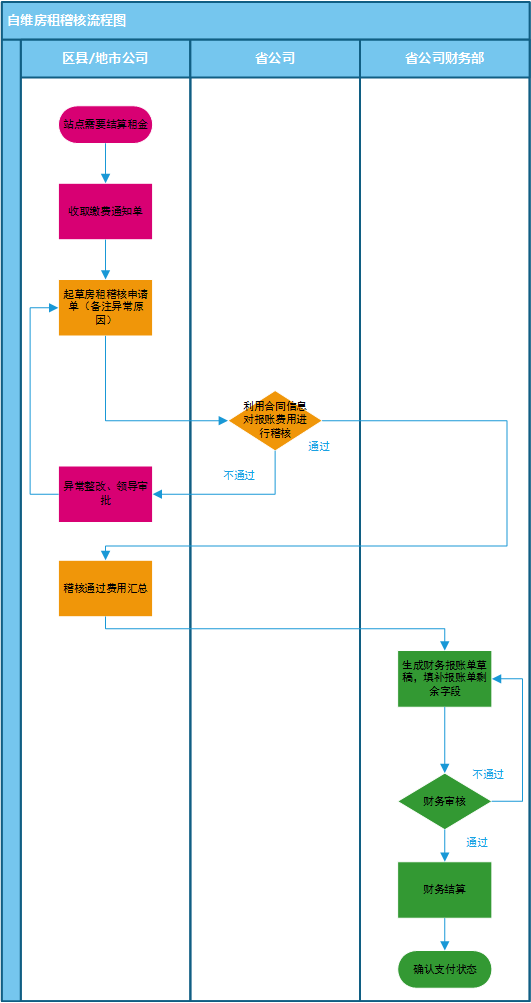 自维房租稽核流程图
区县/地市公司
省公司
省公司财务部
站点需要结算租金
收取缴费通知单
起草房租稽核申请
单（备注异常原
因）
利用合同信息
对报账费用进
行稽核
通过
不通过
异常整改、领导审
批
稽核通过费用汇总
生成财务报账单草
稿，填补报账单剩
余字段
不通过
财务审核
通过
财务结算
确认支付状态